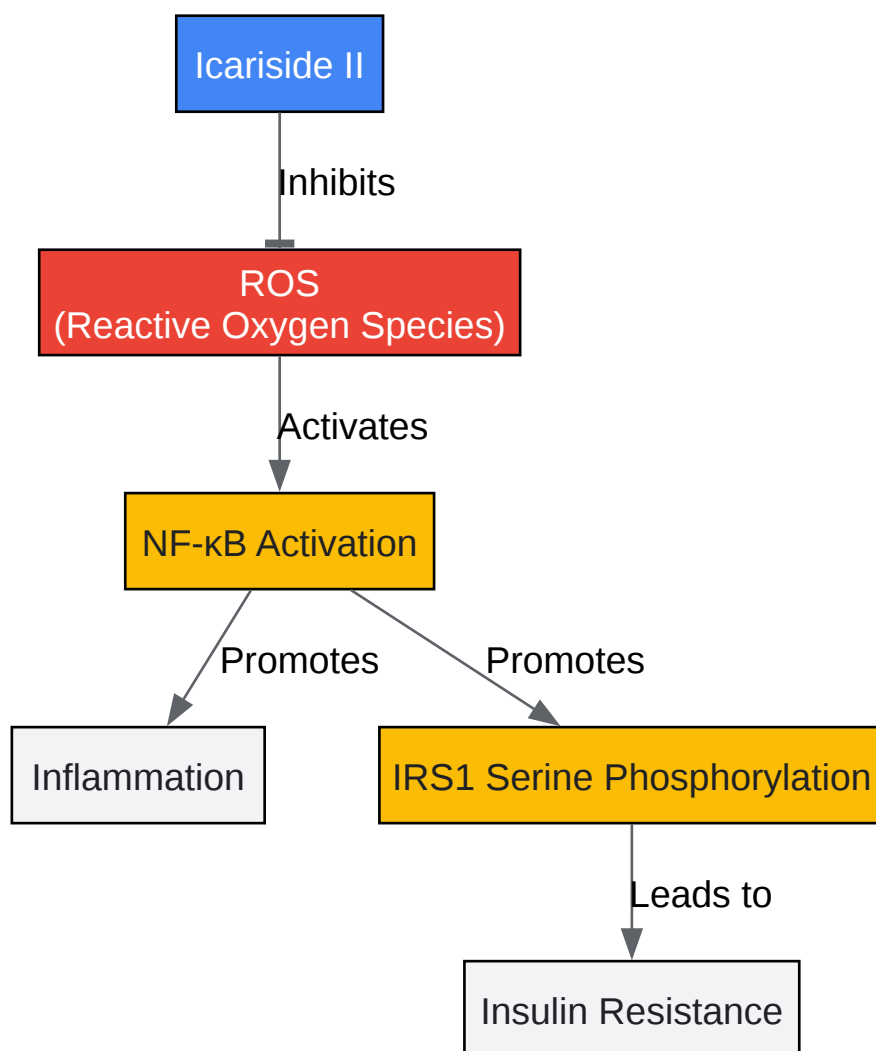 Icariside II
Inhibits
ROS
(Reactive Oxygen Species)
Activates
NF-κB Activation
Promotes
Promotes
Inflammation
IRS1 Serine Phosphorylation
Leads to
Insulin Resistance